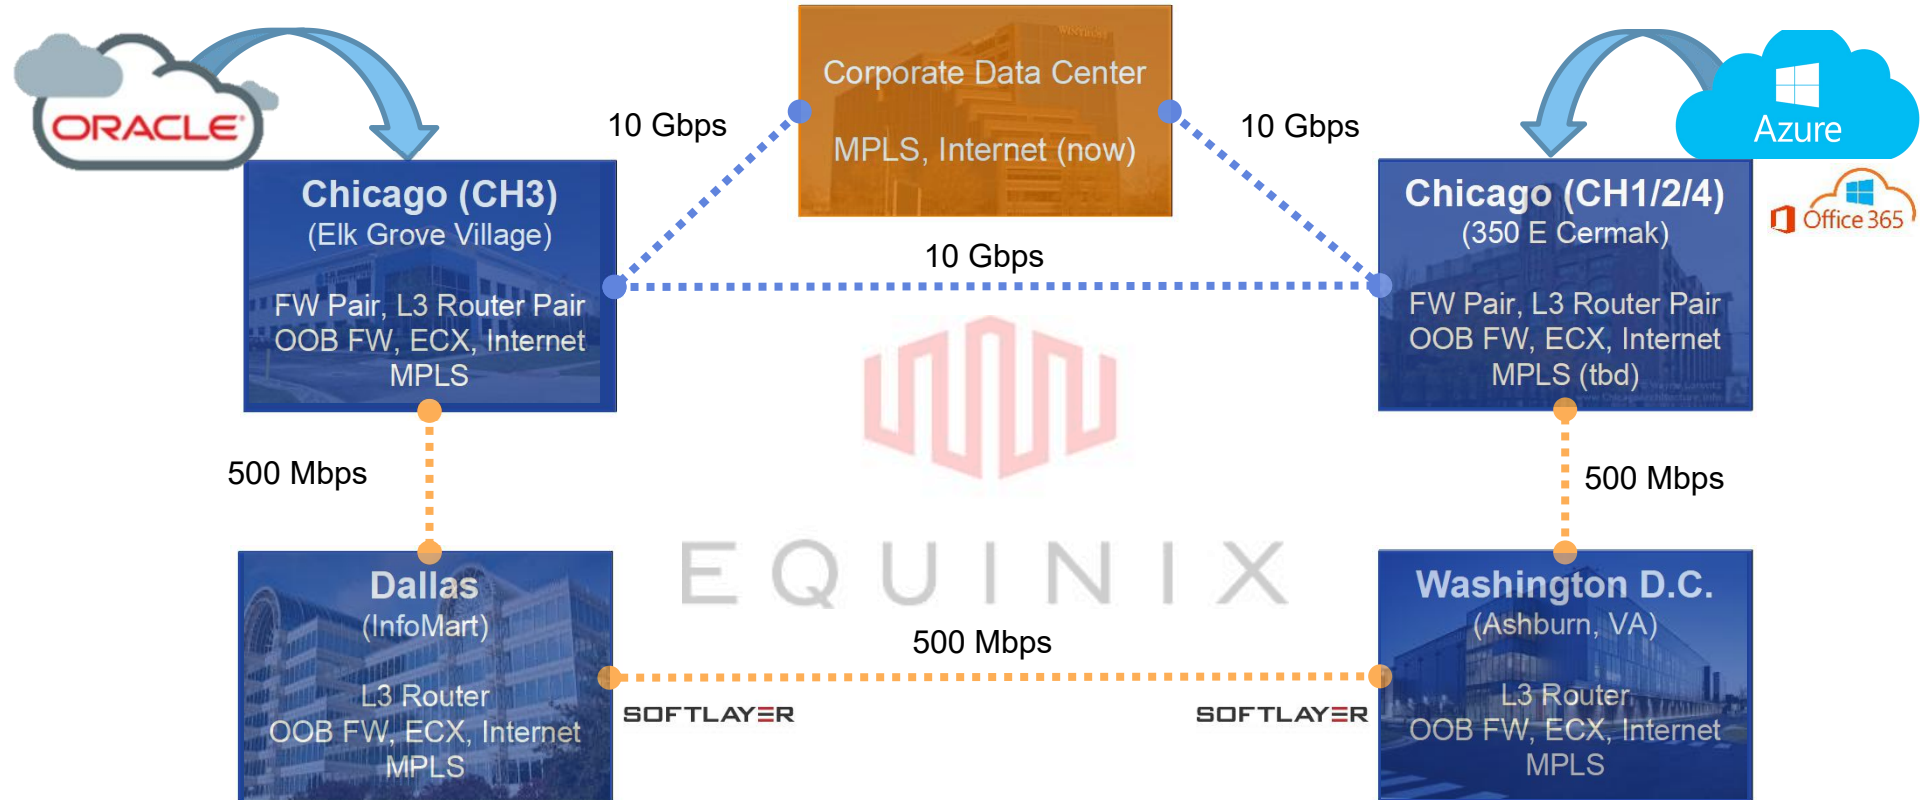 ORACLE
Corporate Data Center
MPLS, Internet (now)
10 Gbps
10 Gbps
Azure
Office 365
Chicago (CH3)
(Elk Grove Village)
FW Pair, L3 Router Pair
OOB FW, ECX, Internet
MPLS
Chicago (CH1/2/4)
(350 E Cermak)
FW Pair, L3 Router Pair
OOB FW, ECX, Internet
MPLS (tbd)
10 Gbps
500 Mbps
500 Mbps
EQUINIX
Dallas
(InfoMart)
L3 Router
OOB FW, ECX, Internet
MPLS
500 Mbps
SOFTLAYER
SOFTLAYER
Washington D.C.
(Ashburn, VA)
L3 Router
OOB FW, ECX, Internet
MPLS